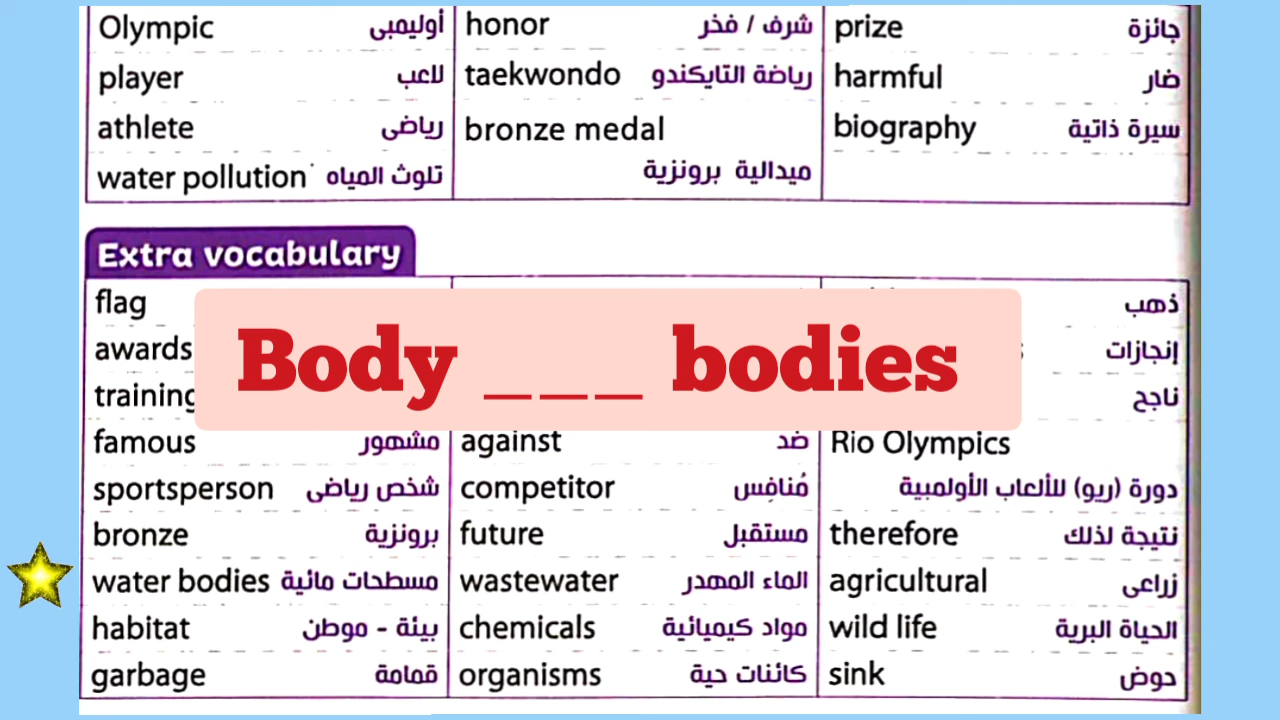 Olympic أوليمبى honor شرف / فخر prize جائزة
player لاعب taekwondo رياضة التايكندو harmful ضار
athlete رياضى bronze medal biography سيرة ذاتية
water pollution تلوث المياه ميدالية برونزية
Extra vocabulary
flag ذهب
awards إنجازات
training ناجح
Body ___ bodies
famous مشهور against ضد Rio Olympics
sportsperson شخص رياضى competitor مُنافِس دورة (ريو) للألعاب الأولمبية
bronze برونزية future مستقبل therefore نتيجة لذلك
water bodies مسطحات مائية wastewater الماء المهدر agricultural زراعى
habitat بيئة - موطن chemicals مواد كيميائية wild life الحياة البرية
garbage قمامة organisms كائنات حية sink حوض